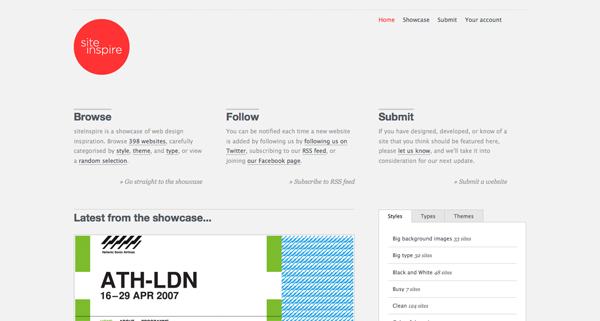 Home Showcase Submit Your account
site
inspire
Browse
siteInspire is a showcase of web design
inspiration. Browse 398 websites, carefully
categorised by style, theme, and type, or view
a random selection.
» Go straight to the showcase
Follow
You can be notified each time a new website
is added by following us by following us on
Twitter, subscribing to our RSS feed, or
joining our Facebook page.
» Subscribe to RSS feed
Submit
If you have designed, developed, or know of a
site that you think should be featured here,
please let us know, and we'll take it into
consideration for our next update.
» Submit a website
Latest from the showcase...
Hellenic Swiss Airlines
ATH-LDN
16–29 APR 2007
Styles Types Themes
Big background images 33 sites
Big type 32 sites
Black and White 48 sites
Busy 7 sites
Clean 124 sites